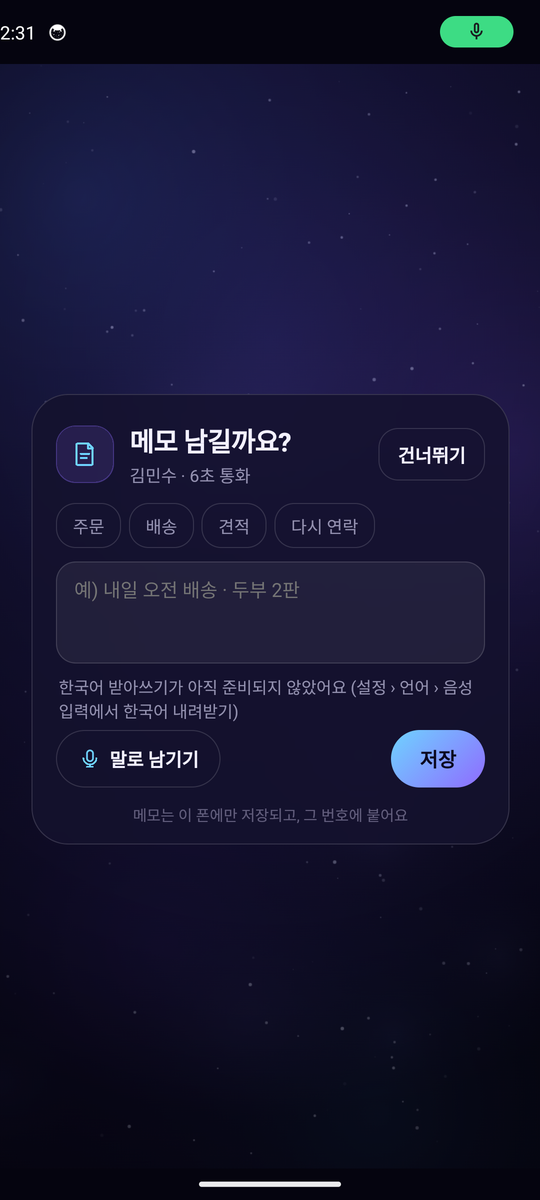 2:31
메모 남길까요?
김민수 · 6초 통화
건너뛰기
주문
배송
견적
다시 연락
예) 내일 오전 배송 · 두부 2판
한국어 받아쓰기가 아직 준비되지 않았어요 (설정 › 언어 › 음성
입력에서 한국어 내려받기)
말로 남기기
저장
메모는 이 폰에만 저장되고, 그 번호에 붙어요